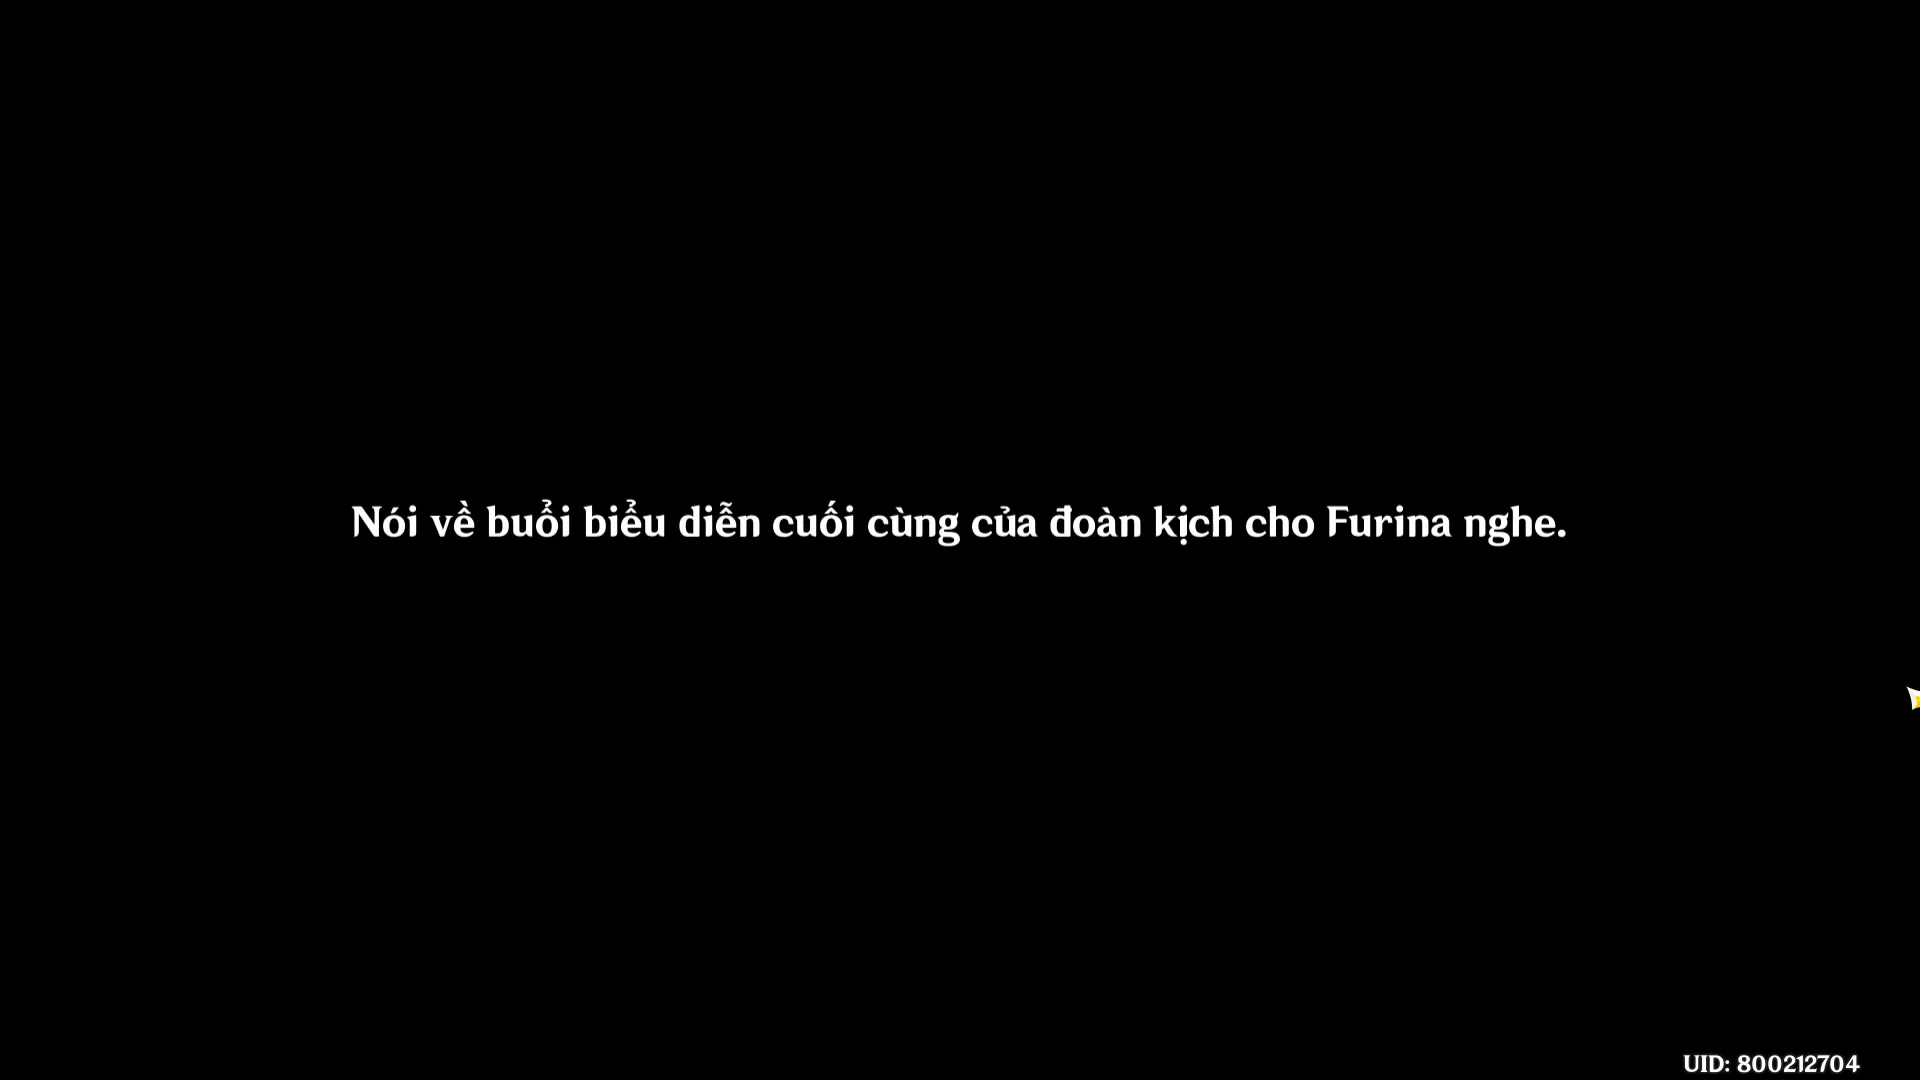 Nói về buổi biểu diễn cuối cùng của đoàn kịch cho Furina nghe.
UID: 800212704